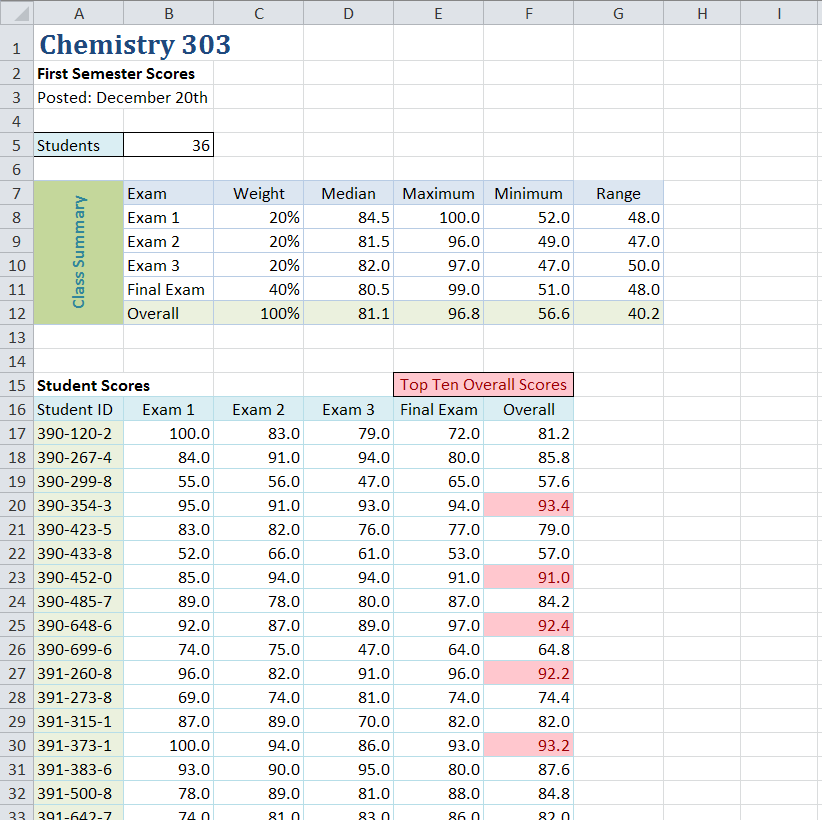 A B C D E F G H I
1 Chemistry 303
2 First Semester Scores
3 Posted: December 20th
4
5 Students 36
6
7 Exam Weight Median Maximum Minimum Range
Class Summary
8 Exam 1 20% 84.5 100.0 52.0 48.0
9 Exam 2 20% 81.5 96.0 49.0 47.0
10 Exam 3 20% 82.0 97.0 47.0 50.0
11 Final Exam 40% 80.5 99.0 51.0 48.0
12 Overall 100% 81.1 96.8 56.6 40.2
13
14
15 Student Scores Top Ten Overall Scores
16 Student ID Exam 1 Exam 2 Exam 3 Final Exam Overall
17 390-120-2 100.0 83.0 79.0 72.0 81.2
18 390-267-4 84.0 91.0 94.0 80.0 85.8
19 390-299-8 55.0 56.0 47.0 65.0 57.6
20 390-354-3 95.0 91.0 93.0 94.0 93.4
21 390-423-5 83.0 82.0 76.0 77.0 79.0
22 390-433-8 52.0 66.0 61.0 53.0 57.0
23 390-452-0 85.0 94.0 94.0 91.0 91.0
24 390-485-7 89.0 78.0 80.0 87.0 84.2
25 390-648-6 92.0 87.0 89.0 97.0 92.4
26 390-699-6 74.0 75.0 47.0 64.0 64.8
27 391-260-8 96.0 82.0 91.0 96.0 92.2
28 391-273-8 69.0 74.0 81.0 74.0 74.4
29 391-315-1 87.0 89.0 70.0 82.0 82.0
30 391-373-1 100.0 94.0 86.0 93.0 93.2
31 391-383-6 93.0 90.0 95.0 80.0 87.6
32 391-500-8 78.0 89.0 81.0 88.0 84.8
33 391-642-7 74.0 81.0 83.0 86.0 82.0